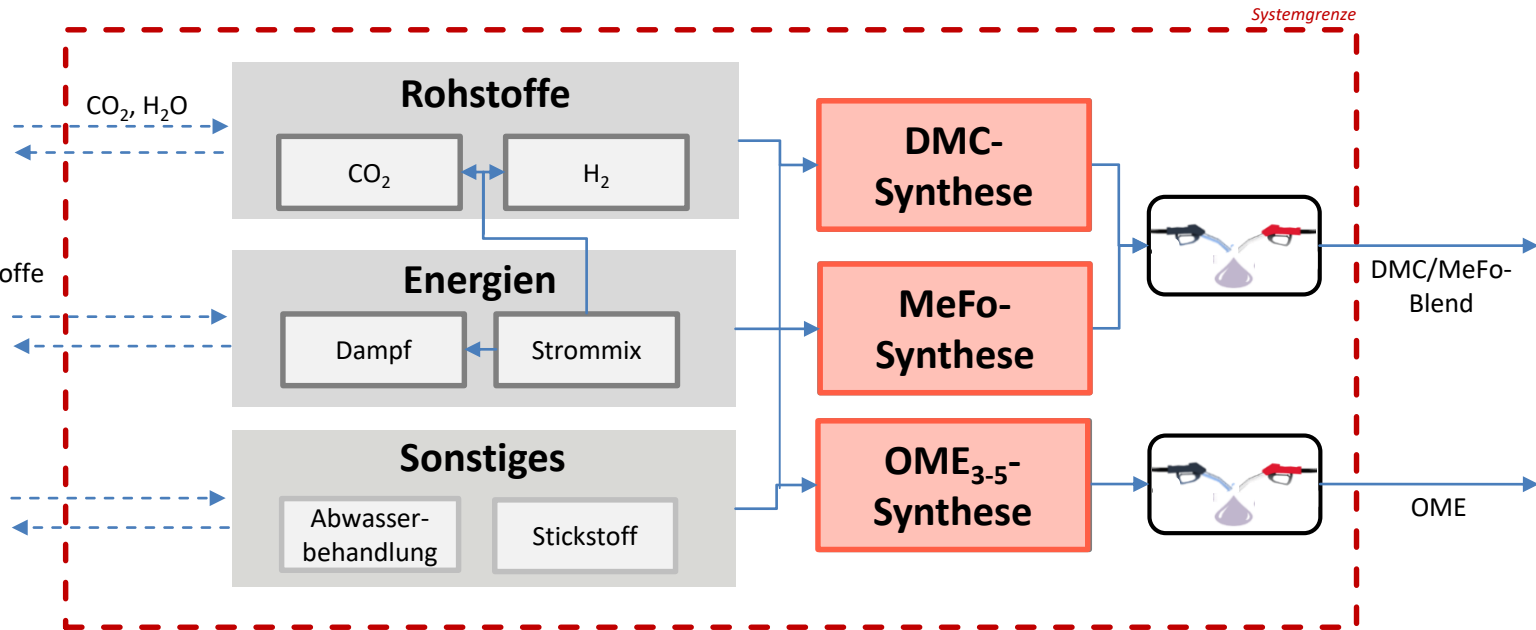 Systemgrenze
CO₂, H₂O
Rohstoffe
CO₂
H₂
DMC-
Synthese
DMC/MeFo-
Blend
offe
Energien
Dampf
Strommix
MeFo-
Synthese
Sonstiges
Abwasser-
behandlung
Stickstoff
OME₃₋₅-
Synthese
OME